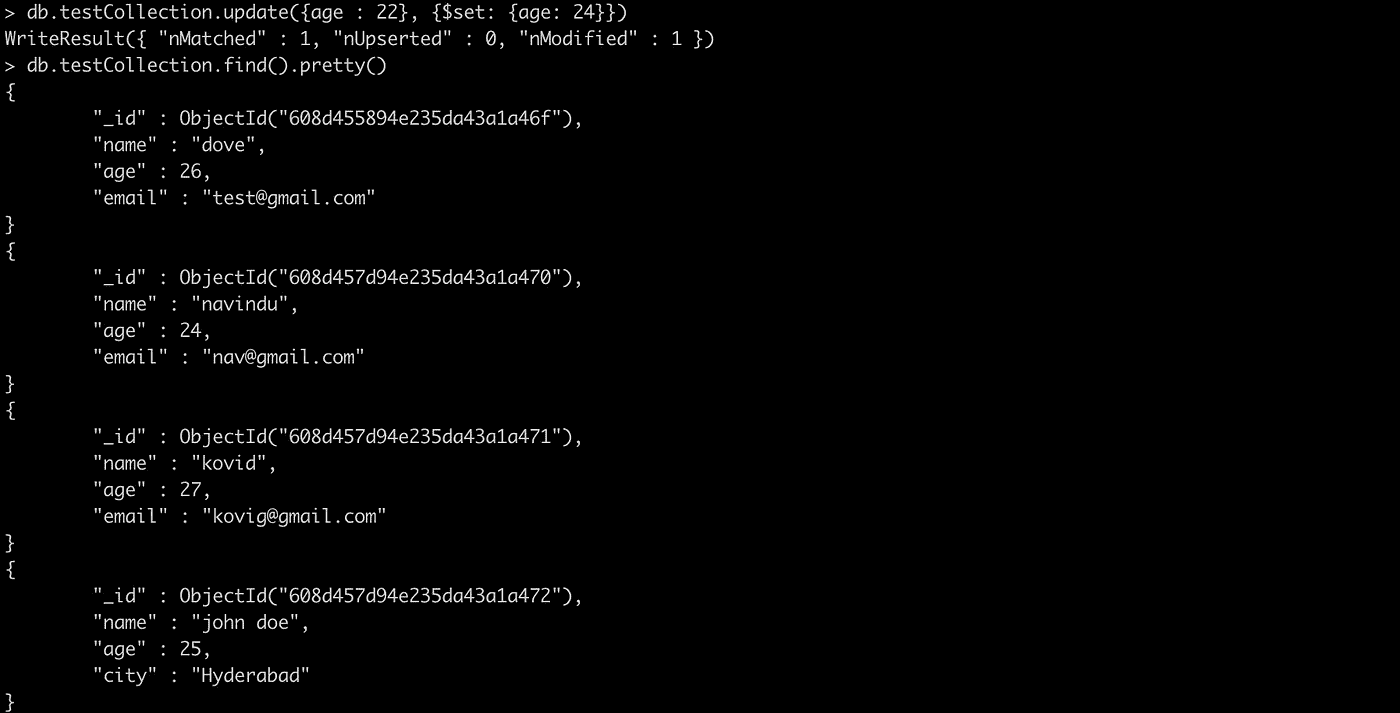 > db.testCollection.update({age : 22}, {$set: {age: 24}})
WriteResult({ "nMatched" : 1, "nUpserted" : 0, "nModified" : 1 })
> db.testCollection.find().pretty()
{
        "_id" : ObjectId("608d455894e235da43a1a46f"),
        "name" : "dove",
        "age" : 26,
        "email" : "test@gmail.com"
}
{
        "_id" : ObjectId("608d457d94e235da43a1a470"),
        "name" : "navindu",
        "age" : 24,
        "email" : "nav@gmail.com"
}
{
        "_id" : ObjectId("608d457d94e235da43a1a471"),
        "name" : "kovid",
        "age" : 27,
        "email" : "kovig@gmail.com"
}
{
        "_id" : ObjectId("608d457d94e235da43a1a472"),
        "name" : "john doe",
        "age" : 25,
        "city" : "Hyderabad"
}